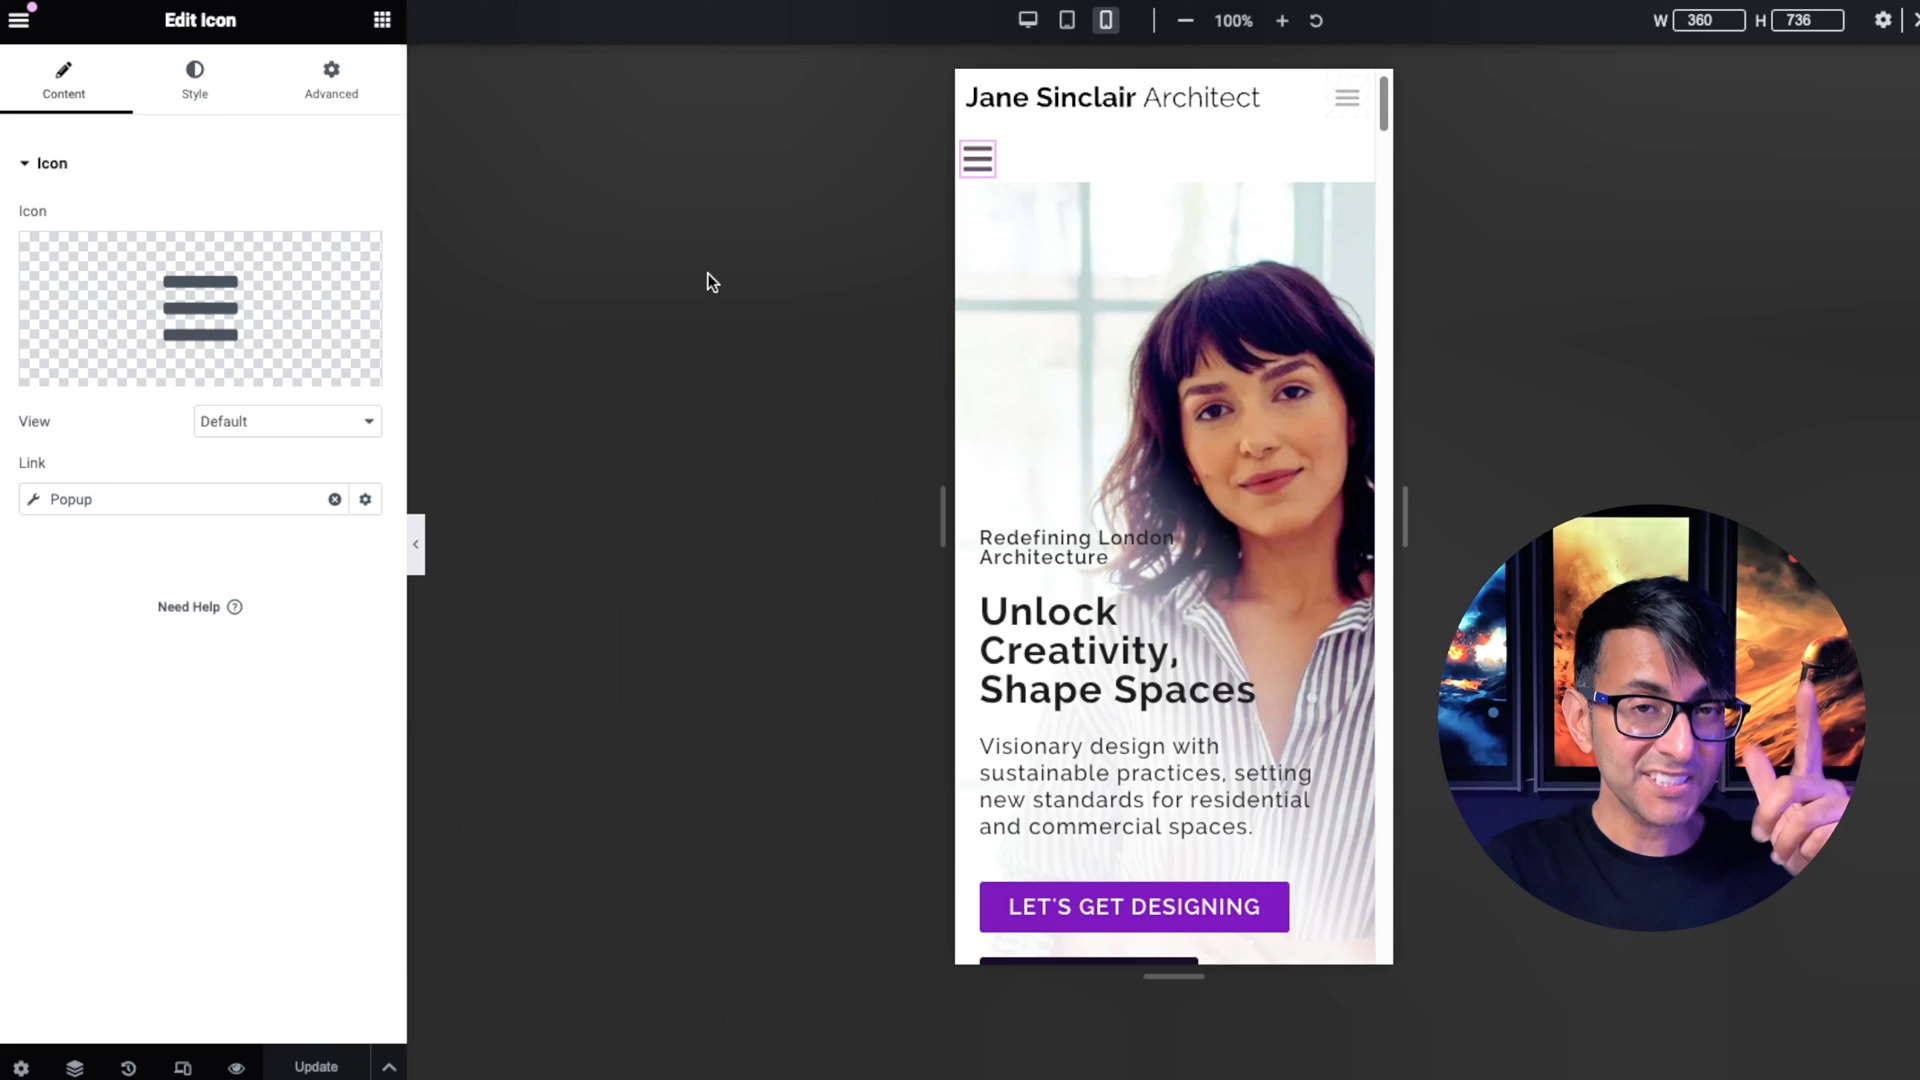 Edit Icon
100%
W 360 H 736
Content Style Advanced
Icon
Icon
View Default
Link
Popup
Need Help ?
Update
Jane Sinclair Architect
Redefining London
Architecture
Unlock
Creativity,
Shape Spaces
Visionary design with
sustainable practices, setting
new standards for residential
and commercial spaces.
LET'S GET DESIGNING